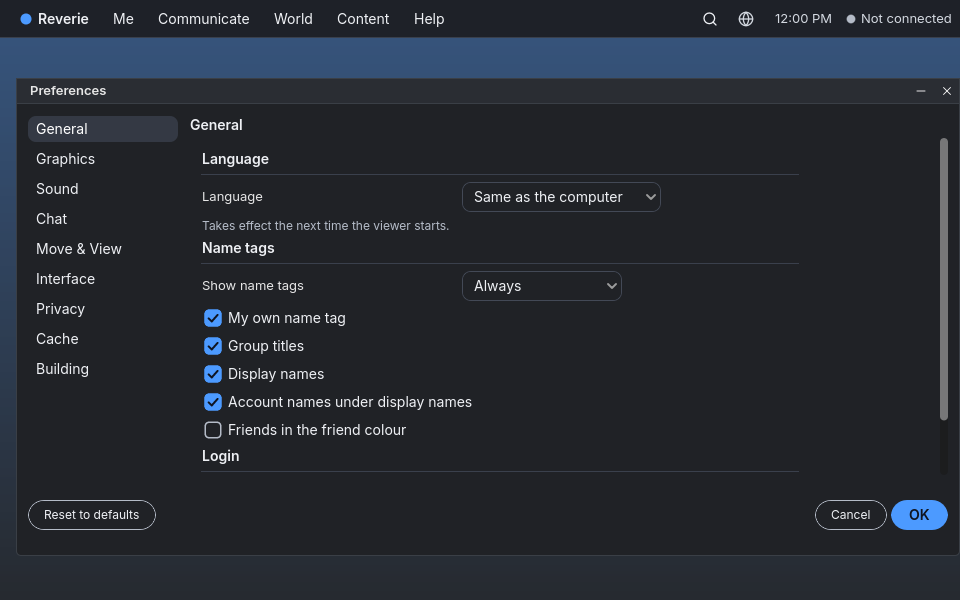 Reverie Me Communicate World Content Help 12:00 PM Not connected
Preferences
General
Graphics
Sound
Chat
Move & View
Interface
Privacy
Cache
Building
General
Language
Language Same as the computer
Takes effect the next time the viewer starts.
Name tags
Show name tags Always
My own name tag
Group titles
Display names
Account names under display names
Friends in the friend colour
Login
Reset to defaults Cancel OK